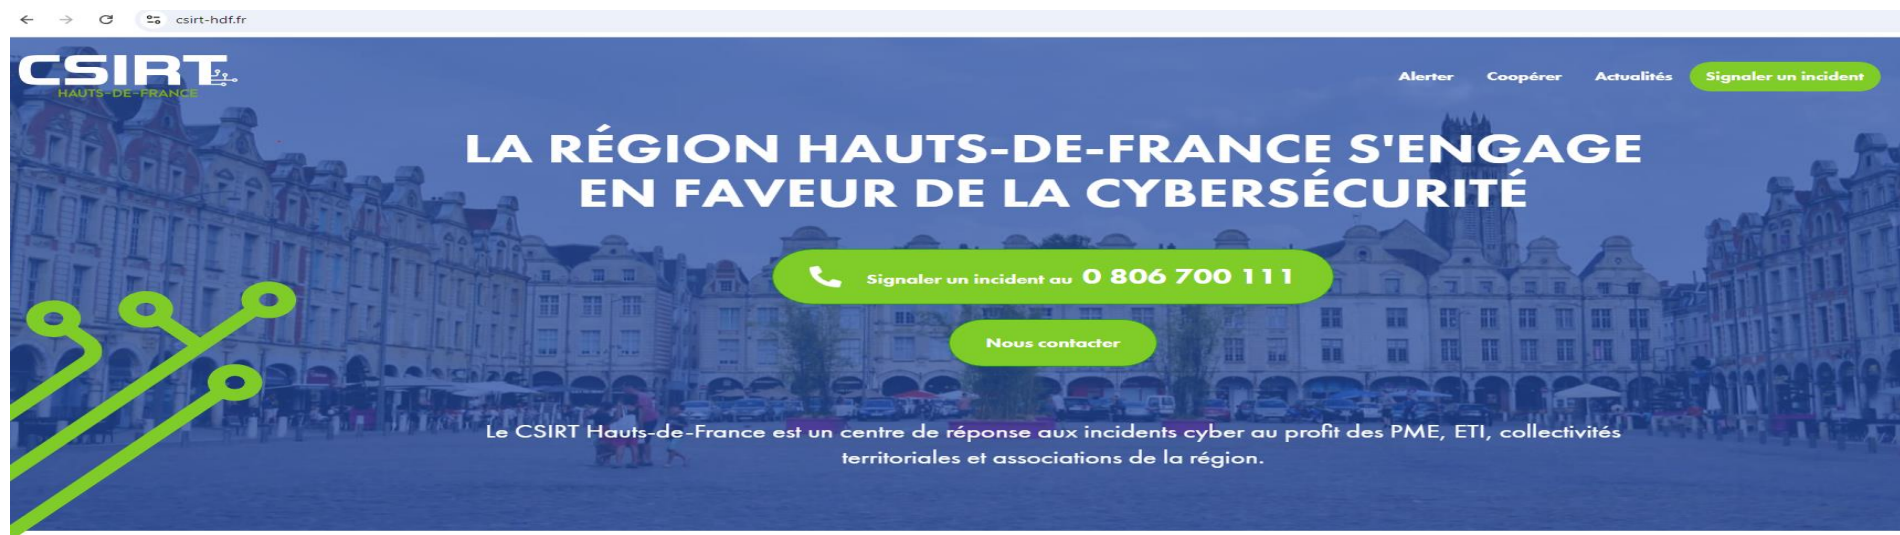 csirt-hdf.fr
CSIRT
HAUTS-DE-FRANCE
Alerter Coopérer Actualités Signaler un incident
LA RÉGION HAUTS-DE-FRANCE S'ENGAGE
EN FAVEUR DE LA CYBERSÉCURITÉ
Signaler un incident au 0 806 700 111
Nous contacter
Le CSIRT Hauts-de-France est un centre de réponse aux incidents cyber au profit des PME, ETI, collectivités
territoriales et associations de la région.